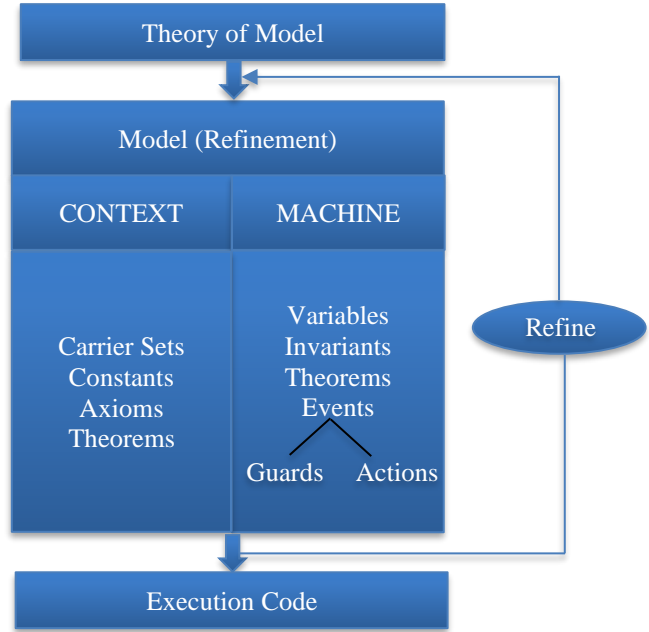 Theory of Model
Model (Refinement)
CONTEXT
MACHINE
Carrier Sets
Constants
Axioms
Theorems
Variables
Invariants
Theorems
Events
Guards
Actions
Refine
Execution Code